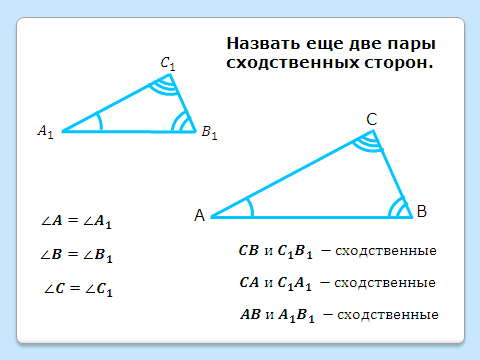 Назвать еще две пары
сходственных сторон.
C₁
A₁
B₁
C
A
B
∠A = ∠A₁
∠B = ∠B₁
∠C = ∠C₁
CB и C₁B₁ – сходственные
CA и C₁A₁ – сходственные
AB и A₁B₁ – сходственные